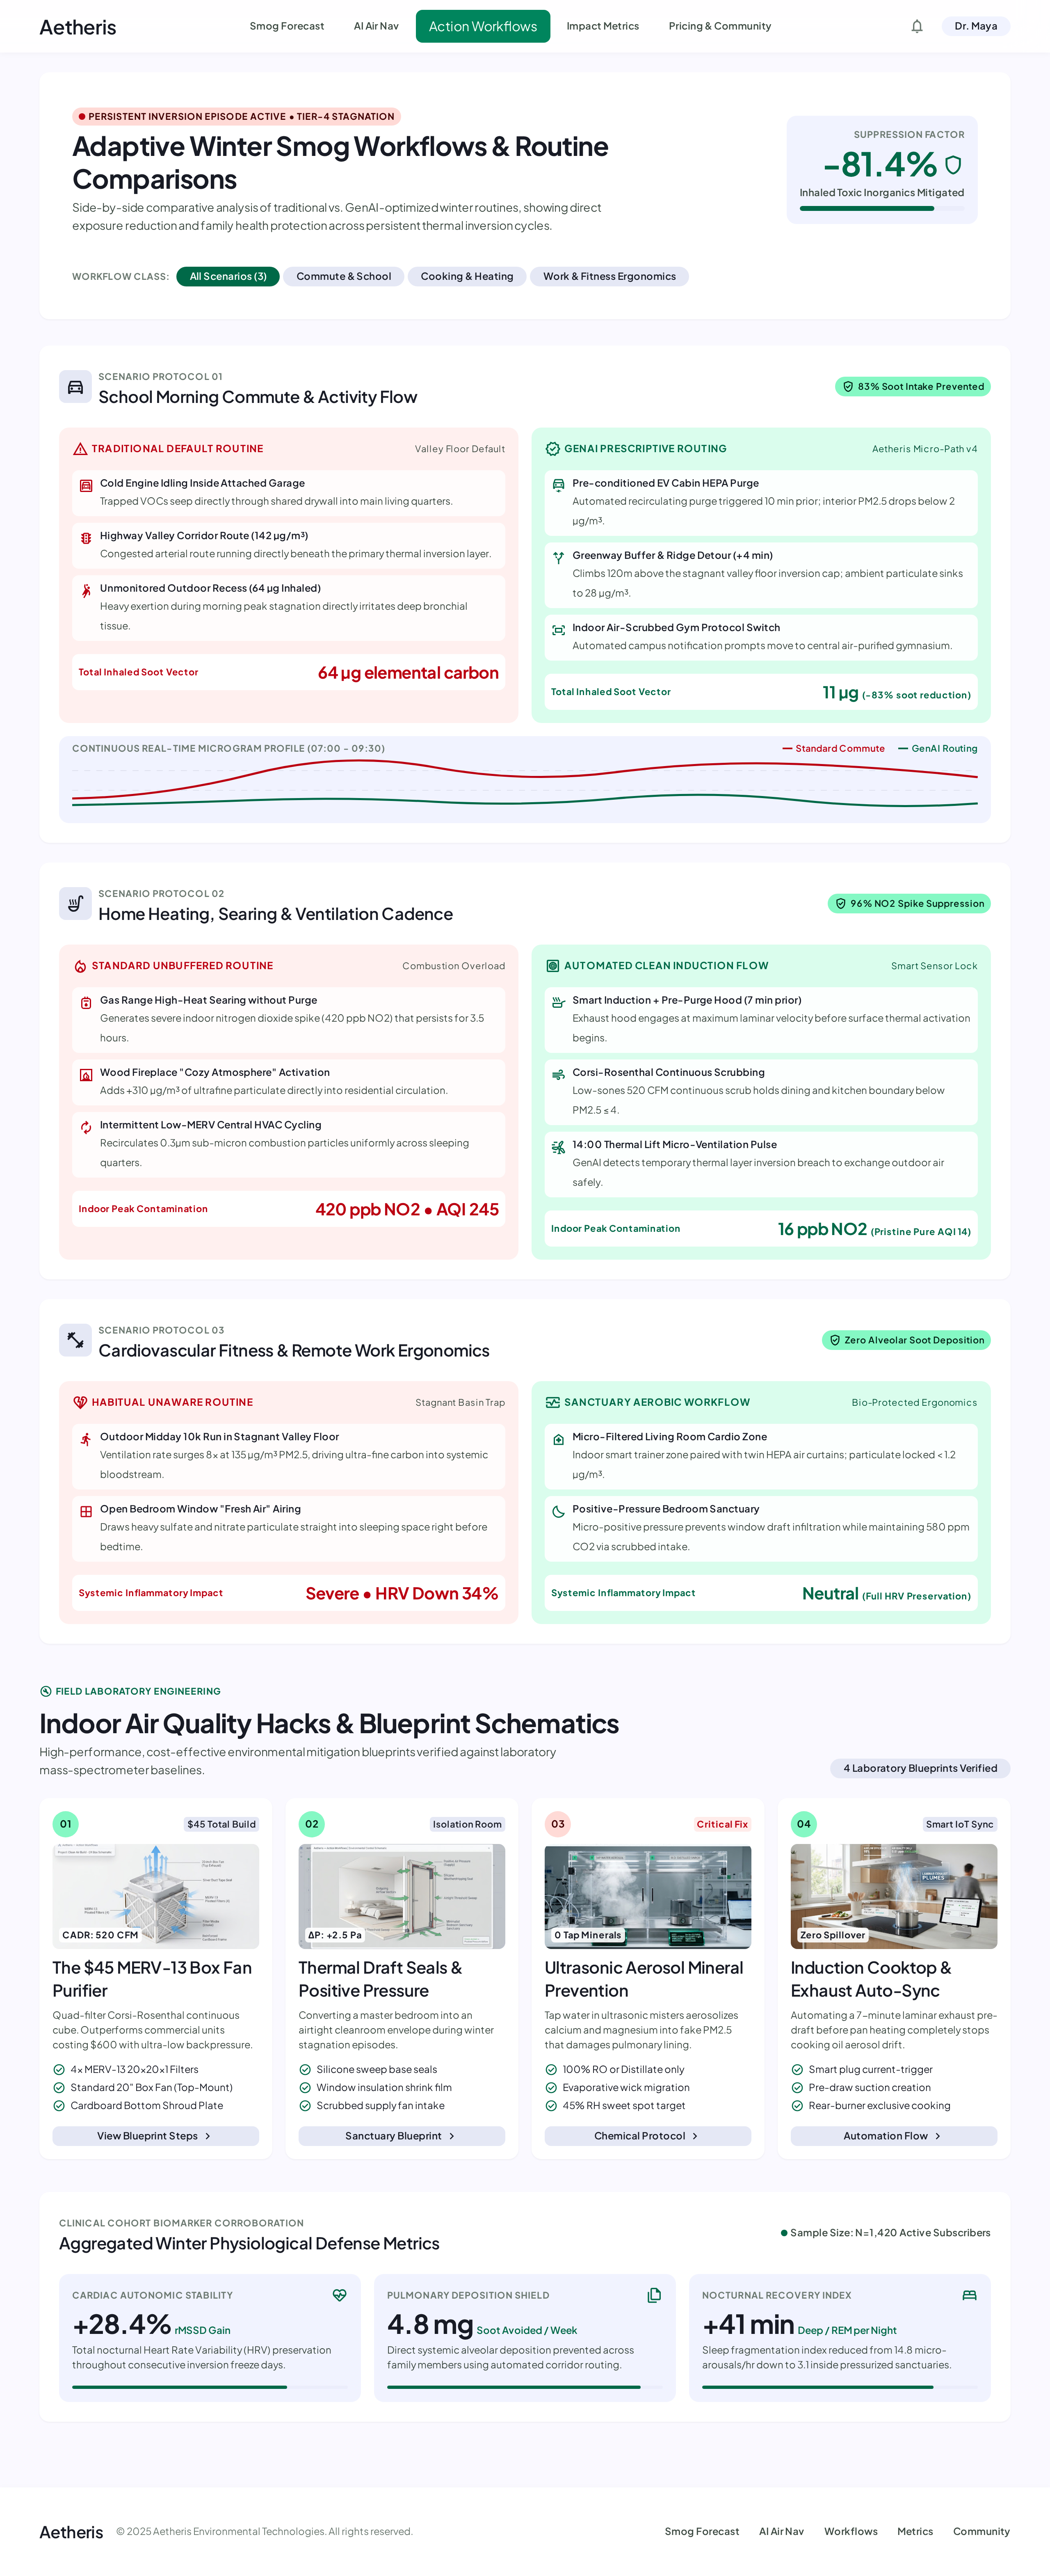 Aetheris
Smog Forecast
AI Air Nav
Action Workflows
Impact Metrics
Pricing & Community
Dr. Maya
PERSISTENT INVERSION EPISODE ACTIVE • TIER-4 STAGNATION
Adaptive Winter Smog Workflows & Routine
Comparisons
Side-by-side comparative analysis of traditional vs. GenAI-optimized winter routines, showing direct
exposure reduction and family health protection across persistent thermal inversion cycles.
SUPPRESSION FACTOR
-81.4%
Inhaled Toxic Inorganics Mitigated
WORKFLOW CLASS:
All Scenarios (3)
Commute & School
Cooking & Heating
Work & Fitness Ergonomics
SCENARIO PROTOCOL 01
School Morning Commute & Activity Flow
83% Soot Intake Prevented
TRADITIONAL DEFAULT ROUTINE
Valley Floor Default
Cold Engine Idling Inside Attached Garage
Trapped VOCs seep directly through shared drywall into main living quarters.
Highway Valley Corridor Route (142 µg/m³)
Congested arterial route running directly beneath the primary thermal inversion layer.
Unmonitored Outdoor Recess (64 µg Inhaled)
Heavy exertion during morning peak stagnation directly irritates deep bronchial
tissue.
Total Inhaled Soot Vector
64 µg elemental carbon
GENAI PRESCRIPTIVE ROUTING
Aetheris Micro-Path v4
Pre-conditioned EV Cabin HEPA Purge
Automated recirculating purge triggered 10 min prior; interior PM2.5 drops below 2
µg/m³.
Greenway Buffer & Ridge Detour (+4 min)
Climbs 120m above the stagnant valley floor inversion cap; ambient particulate sinks
to 28 µg/m³.
Indoor Air-Scrubbed Gym Protocol Switch
Automated campus notification prompts move to central air-purified gymnasium.
Total Inhaled Soot Vector
11 µg (-83% soot reduction)
CONTINUOUS REAL-TIME MICROGRAM PROFILE (07:00 - 09:30)
Standard Commute
GenAI Routing
SCENARIO PROTOCOL 02
Home Heating, Searing & Ventilation Cadence
96% NO2 Spike Suppression
STANDARD UNBUFFERED ROUTINE
Combustion Overload
Gas Range High-Heat Searing without Purge
Generates severe indoor nitrogen dioxide spike (420 ppb NO2) that persists for 3.5
hours.
Wood Fireplace "Cozy Atmosphere" Activation
Adds +310 µg/m³ of ultrafine particulate directly into residential circulation.
Intermittent Low-MERV Central HVAC Cycling
Recirculates 0.3µm sub-micron combustion particles uniformly across sleeping
quarters.
Indoor Peak Contamination
420 ppb NO2 • AQI 245
AUTOMATED CLEAN INDUCTION FLOW
Smart Sensor Lock
Smart Induction + Pre-Purge Hood (7 min prior)
Exhaust hood engages at maximum laminar velocity before surface thermal activation
begins.
Corsi-Rosenthal Continuous Scrubbing
Low-sones 520 CFM continuous scrub holds dining and kitchen boundary below
PM2.5 ≤ 4.
14:00 Thermal Lift Micro-Ventilation Pulse
GenAI detects temporary thermal layer inversion breach to exchange outdoor air
safely.
Indoor Peak Contamination
16 ppb NO2 (Pristine Pure AQI 14)
SCENARIO PROTOCOL 03
Cardiovascular Fitness & Remote Work Ergonomics
Zero Alveolar Soot Deposition
HABITUAL UNAWARE ROUTINE
Stagnant Basin Trap
Outdoor Midday 10k Run in Stagnant Valley Floor
Ventilation rate surges 8× at 135 µg/m³ PM2.5, driving ultra-fine carbon into systemic
bloodstream.
Open Bedroom Window "Fresh Air" Airing
Draws heavy sulfate and nitrate particulate straight into sleeping space right before
bedtime.
Systemic Inflammatory Impact
Severe • HRV Down 34%
SANCTUARY AEROBIC WORKFLOW
Bio-Protected Ergonomics
Micro-Filtered Living Room Cardio Zone
Indoor smart trainer zone paired with twin HEPA air curtains; particulate locked < 1.2
µg/m³.
Positive-Pressure Bedroom Sanctuary
Micro-positive pressure prevents window draft infiltration while maintaining 580 ppm
CO2 via scrubbed intake.
Systemic Inflammatory Impact
Neutral (Full HRV Preservation)
FIELD LABORATORY ENGINEERING
Indoor Air Quality Hacks & Blueprint Schematics
High-performance, cost-effective environmental mitigation blueprints verified against laboratory
mass-spectrometer baselines.
4 Laboratory Blueprints Verified
01
$45 Total Build
CADR: 520 CFM
The $45 MERV-13 Box Fan
Purifier
Quad-filter Corsi-Rosenthal continuous
cube. Outperforms commercial units
costing $600 with ultra-low backpressure.
4× MERV-13 20×20×1 Filters
Standard 20" Box Fan (Top-Mount)
Cardboard Bottom Shroud Plate
View Blueprint Steps
02
Isolation Room
ΔP: +2.5 Pa
Thermal Draft Seals &
Positive Pressure
Converting a master bedroom into an
airtight cleanroom envelope during winter
stagnation episodes.
Silicone sweep base seals
Window insulation shrink film
Scrubbed supply fan intake
Sanctuary Blueprint
03
Critical Fix
0 Tap Minerals
Ultrasonic Aerosol Mineral
Prevention
Tap water in ultrasonic misters aerosolizes
calcium and magnesium into fake PM2.5
that damages pulmonary lining.
100% RO or Distillate only
Evaporative wick migration
45% RH sweet spot target
Chemical Protocol
04
Smart IoT Sync
PLUMES
Zero Spillover
Induction Cooktop &
Exhaust Auto-Sync
Automating a 7-minute laminar exhaust pre-
draft before pan heating completely stops
cooking oil aerosol drift.
Smart plug current-trigger
Pre-draw suction creation
Rear-burner exclusive cooking
Automation Flow
CLINICAL COHORT BIOMARKER CORROBORATION
Aggregated Winter Physiological Defense Metrics
Sample Size: N=1,420 Active Subscribers
CARDIAC AUTONOMIC STABILITY
+28.4% rMSSD Gain
Total nocturnal Heart Rate Variability (HRV) preservation
throughout consecutive inversion freeze days.
PULMONARY DEPOSITION SHIELD
4.8 mg Soot Avoided / Week
Direct systemic alveolar deposition prevented across
family members using automated corridor routing.
NOCTURNAL RECOVERY INDEX
+41 min Deep / REM per Night
Sleep fragmentation index reduced from 14.8 micro-
arousals/hr down to 3.1 inside pressurized sanctuaries.
Aetheris
© 2025 Aetheris Environmental Technologies. All rights reserved.
Smog Forecast
AI Air Nav
Workflows
Metrics
Community